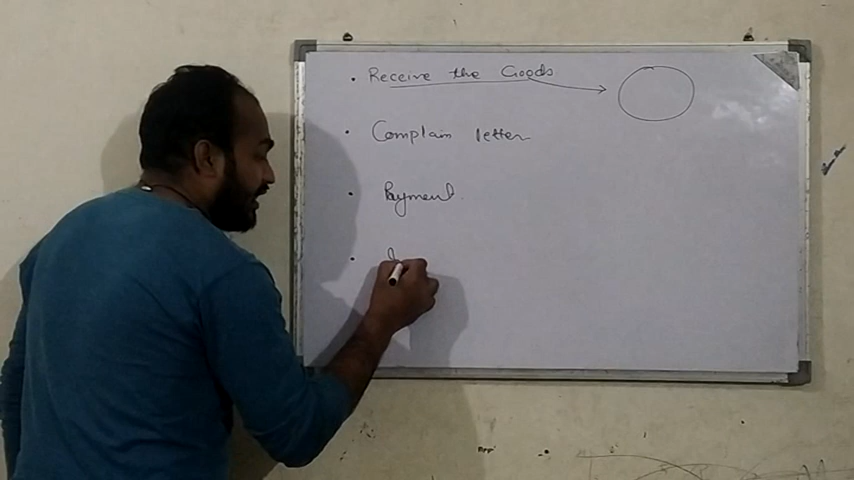 • Receive the Goods
• Complain letter
• Payment.
•